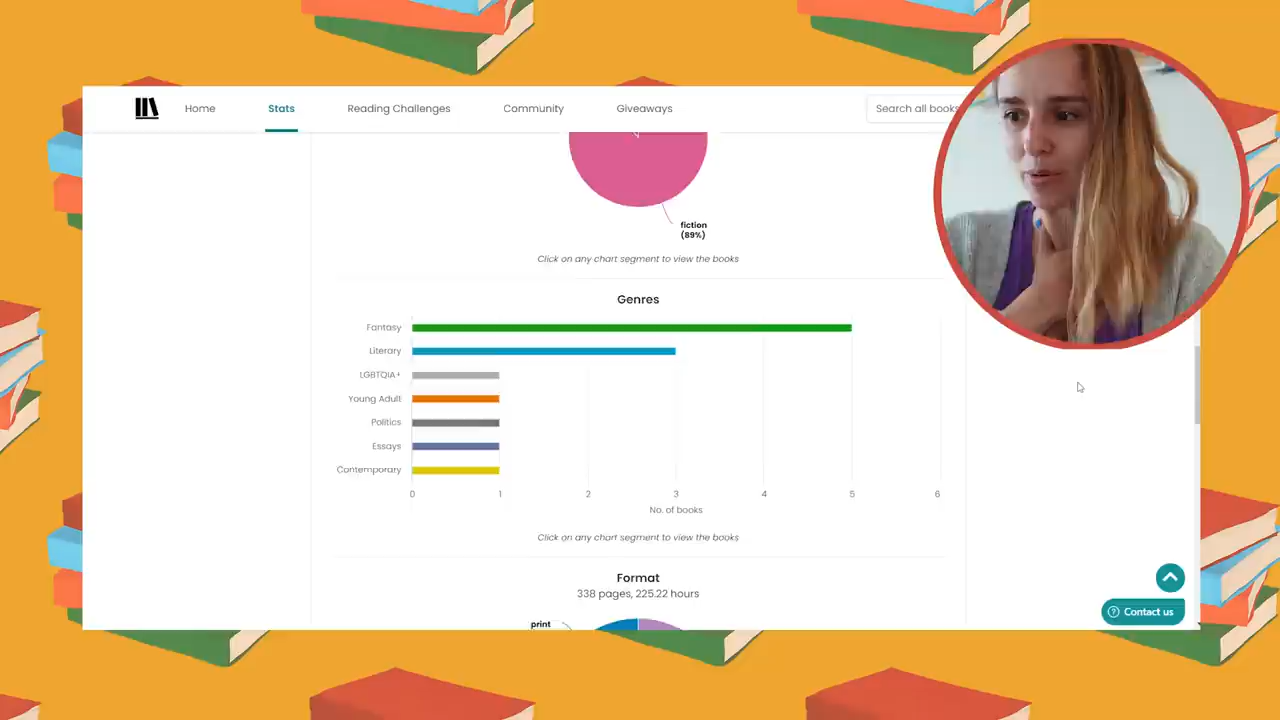 Home Stats Reading Challenges Community Giveaways Search all books
fiction
(89%)
Click on any chart segment to view the books
Genres
Fantasy
Literary
LGBTQIA+
Young Adult
Politics
Essays
Contemporary
0 1 2 3 4 5 6
No. of books
Click on any chart segment to view the books
Format
338 pages, 225.22 hours
print
Contact us